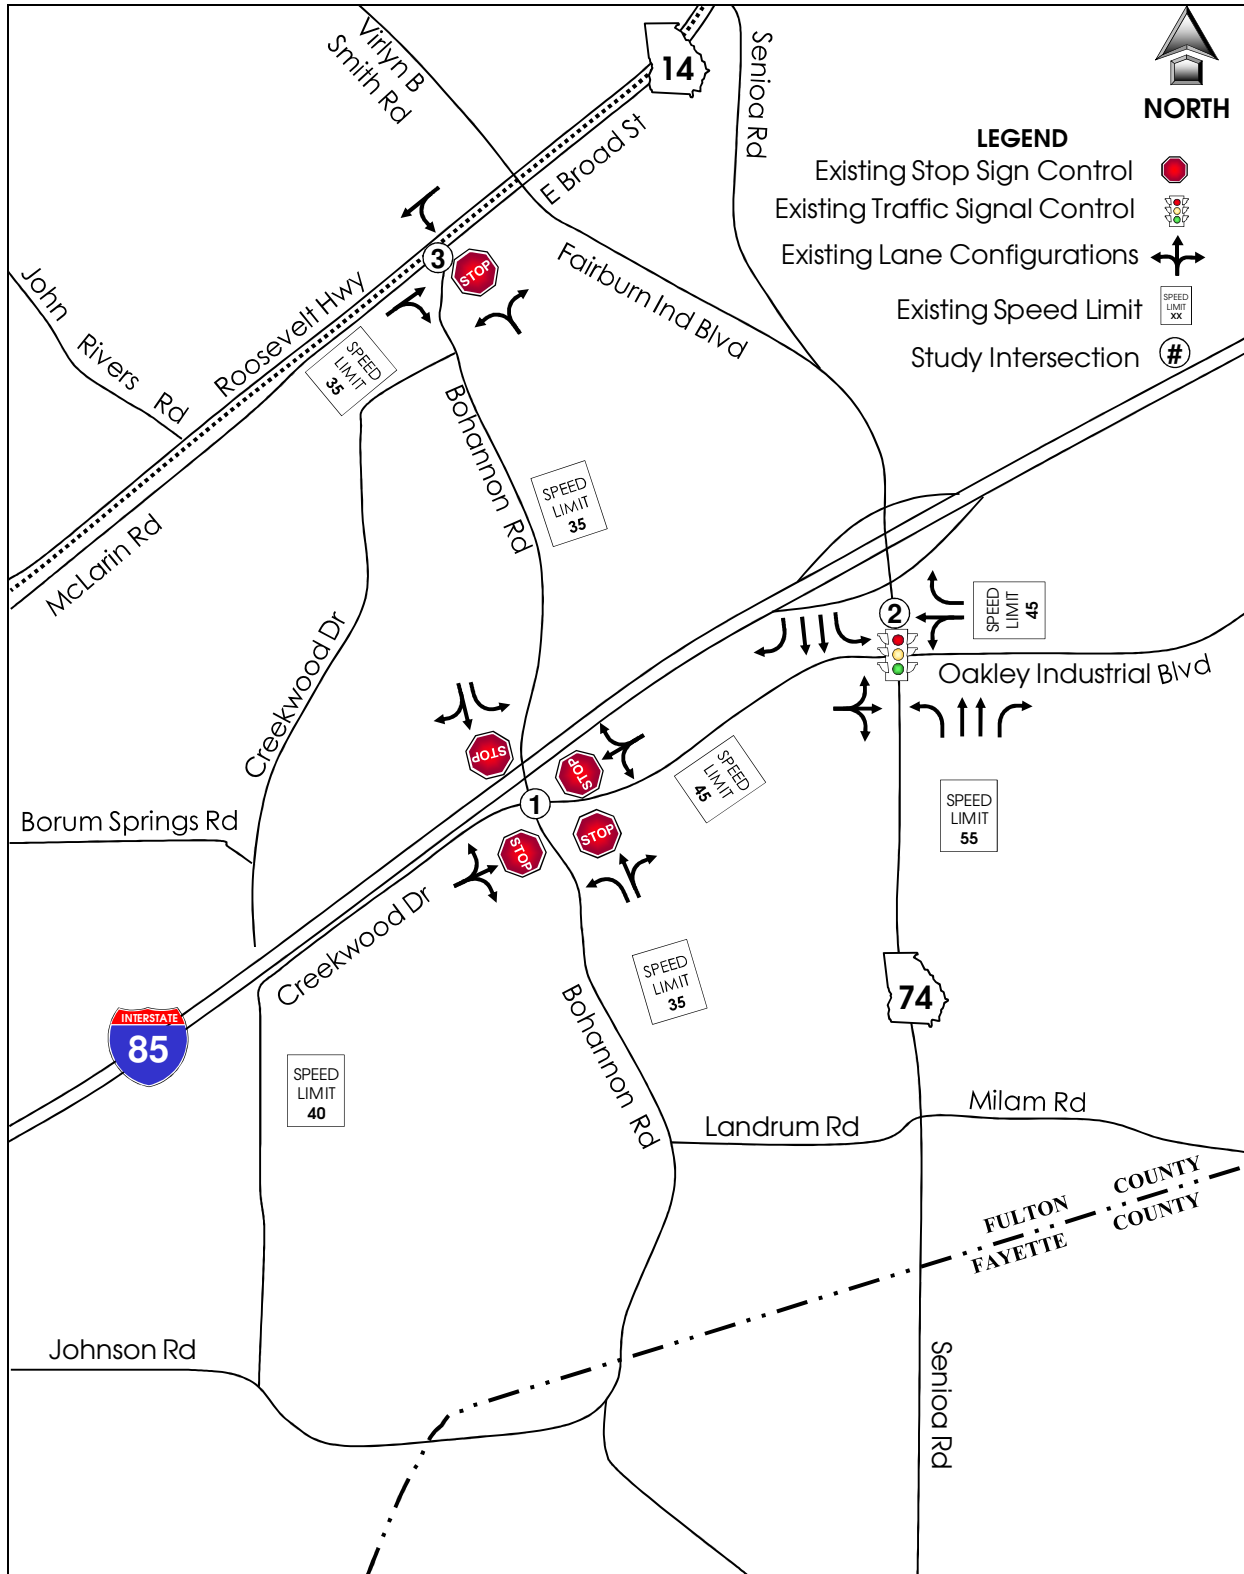 Virlyn B
Smith Rd
14
Senioa Rd
NORTH
LEGEND
Existing Stop Sign Control
Existing Traffic Signal Control
Existing Lane Configurations
Existing Speed Limit
SPEED
LIMIT
xx
Study Intersection
#
E Broad St
3
STOP
Fairburn Ind Blvd
John
Rivers
Rd
Roosevelt Hwy
SPEED
LIMIT
35
McLarin Rd
Bohannon Rd
SPEED
LIMIT
35
Creekwood Dr
2
SPEED
LIMIT
45
Oakley Industrial Blvd
STOP
STOP
1
STOP
STOP
SPEED
LIMIT
45
SPEED
LIMIT
55
Borum Springs Rd
Creekwood Dr
SPEED
LIMIT
35
74
INTERSTATE
85
SPEED
LIMIT
40
Bohannon Rd
Landrum Rd
Milam Rd
FULTON COUNTY
FAYETTE COUNTY
Johnson Rd
Senioa Rd